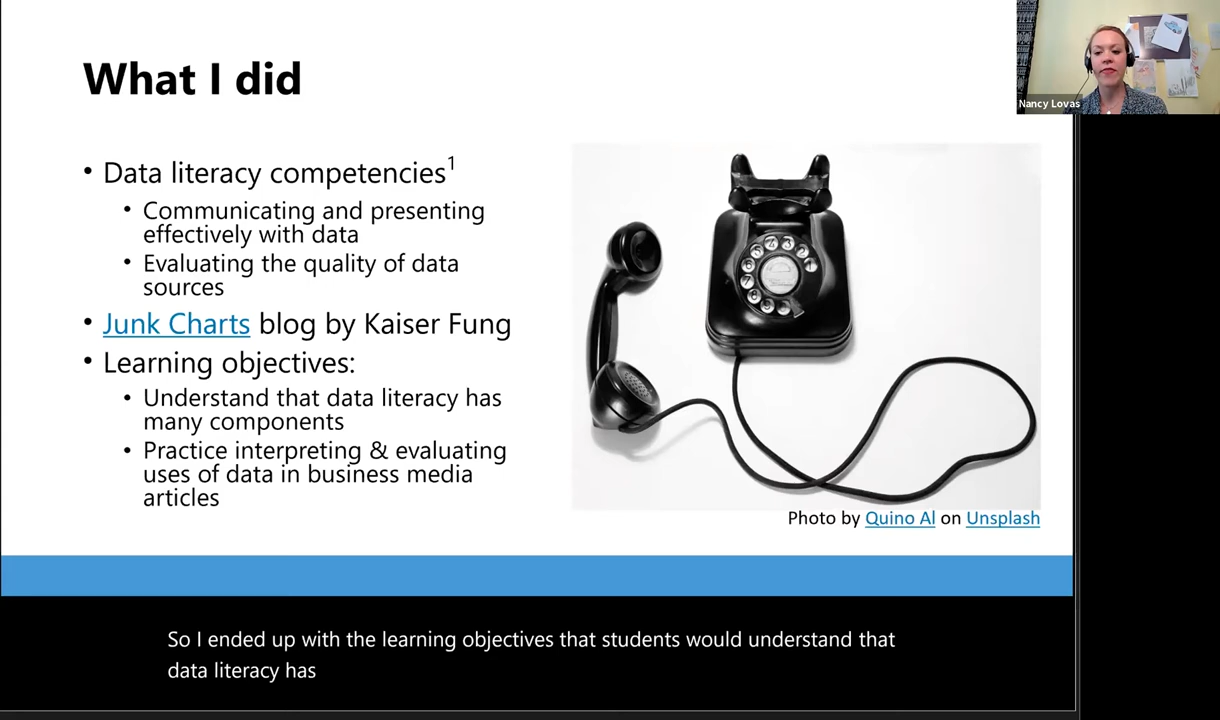 What I did
• Data literacy competencies1
• Communicating and presenting
effectively with data
• Evaluating the quality of data
sources
• Junk Charts blog by Kaiser Fung
• Learning objectives:
• Understand that data literacy has
many components
• Practice interpreting & evaluating
uses of data in business media
articles
Photo by Quino Al on Unsplash
Nancy Lovas
So I ended up with the learning objectives that students would understand that
data literacy has